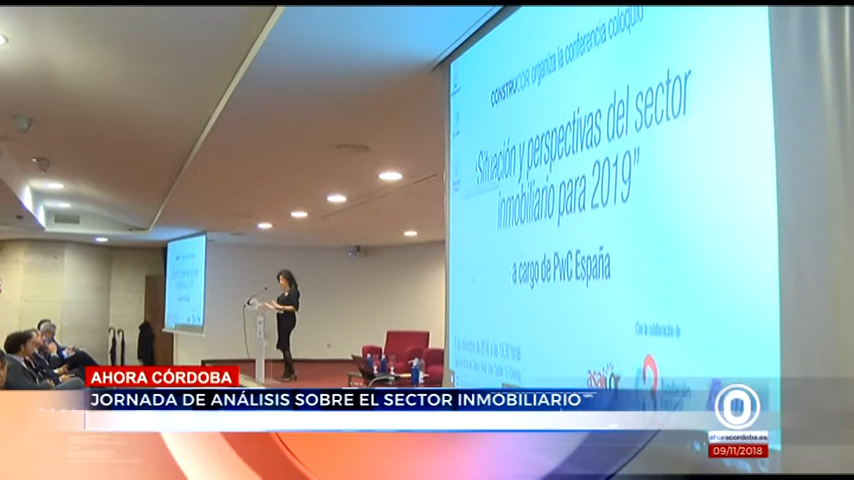 CONSTRUCOR organiza la conferencia coloquio
"Situación y perspectivas del sector
inmobiliario para 2019"
a cargo de PwC España
Con la colaboración de
AHORA CÓRDOBA
JORNADA DE ANÁLISIS SOBRE EL SECTOR INMOBILIARIO
ahoracordoba.es
09/11/2018